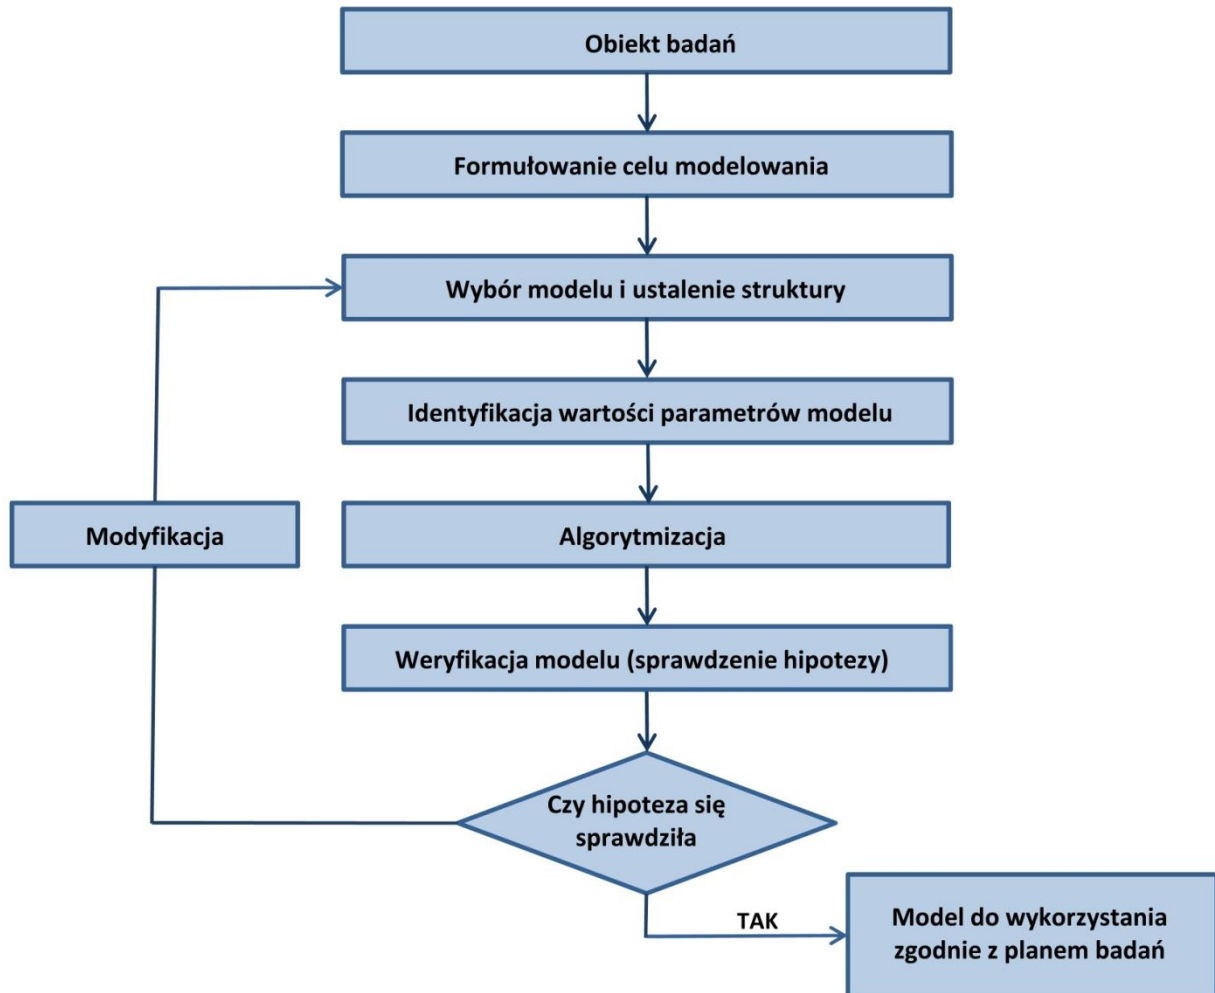 Obiekt badań
Formułowanie celu modelowania
Wybór modelu i ustalenie struktury
Identyfikacja wartości parametrów modelu
Modyfikacja
Algorytmizacja
Weryfikacja modelu (sprawdzenie hipotezy)
Czy hipoteza się
sprawdziła
TAK
Model do wykorzystania
zgodnie z planem badań